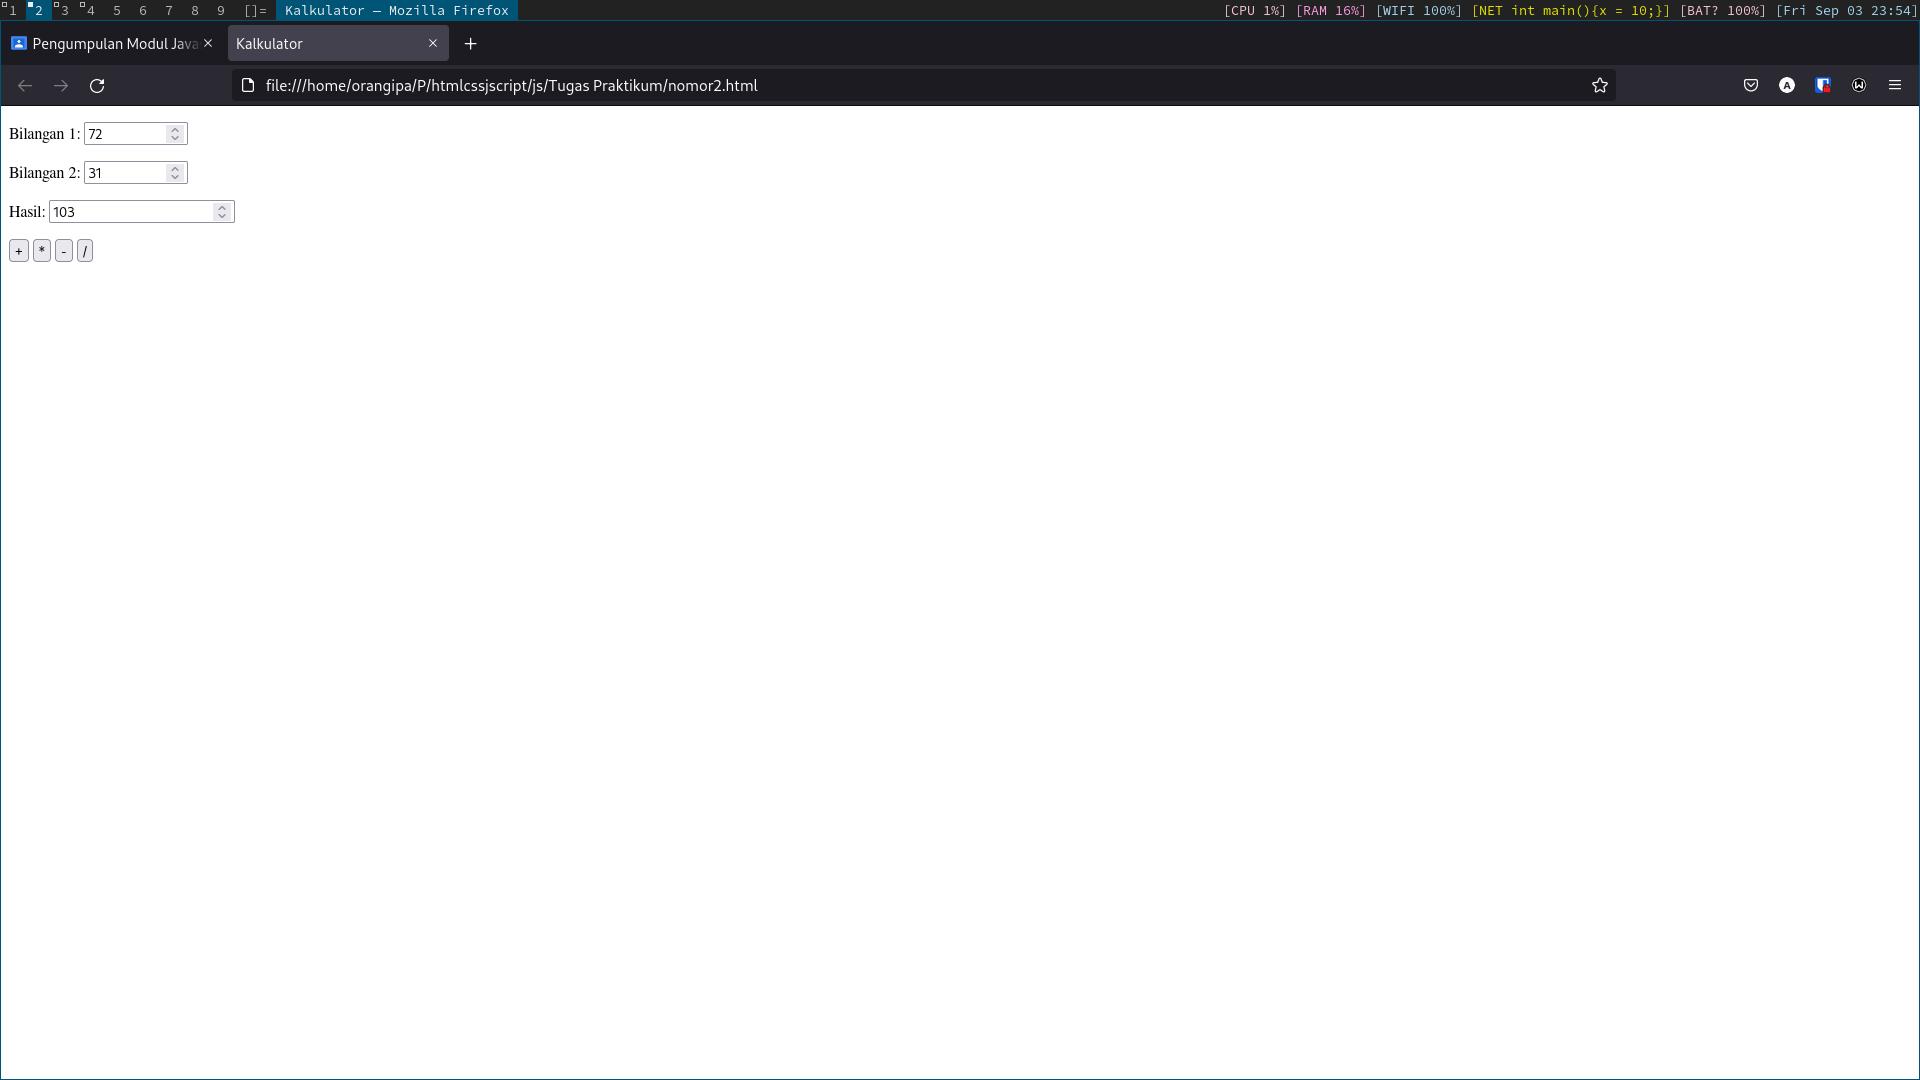 1 2 3 4 5 6 7 8 9 []= Kalkulator — Mozilla Firefox [CPU 1%] [RAM 16%] [WIFI 100%] [NET int main(){x = 10;}] [BAT? 100%] [Fri Sep 03 23:54]
Pengumpulan Modul Java Kalkulator
file:///home/orangipa/P/htmlcssjscript/js/Tugas Praktikum/nomor2.html
Bilangan 1: 72
Bilangan 2: 31
Hasil: 103
+ * - /